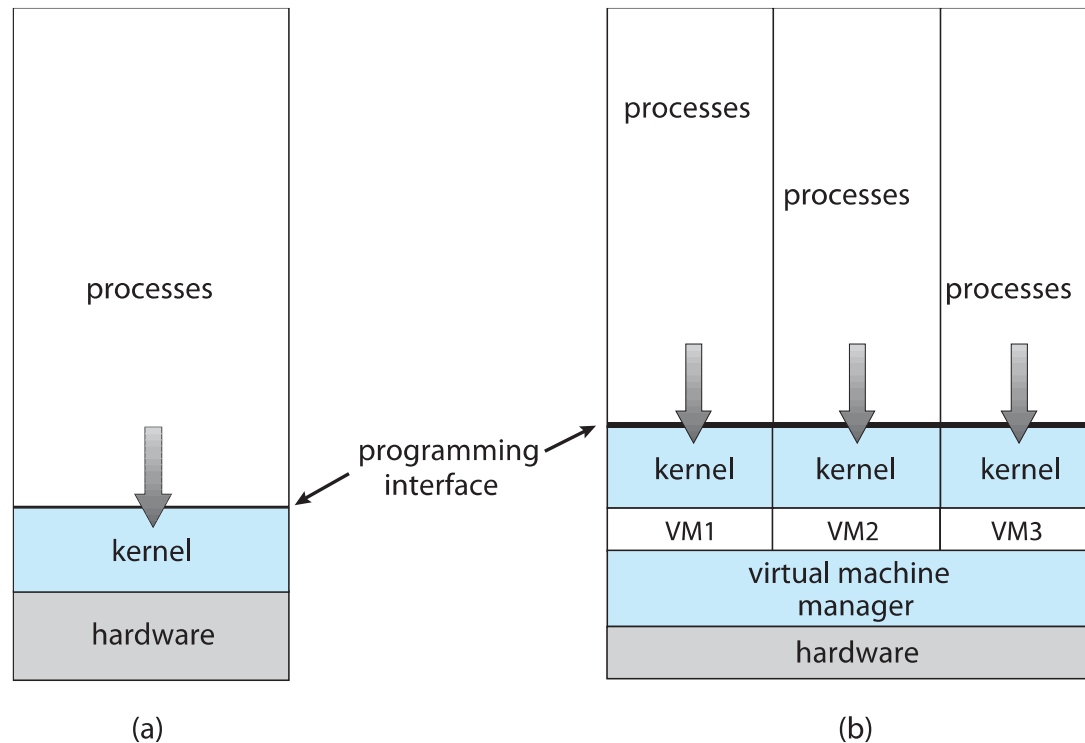 processes
kernel
hardware
(a)
programming
interface
processes
processes
processes
kernel
kernel
kernel
VM1
VM2
VM3
virtual machine
manager
hardware
(b)